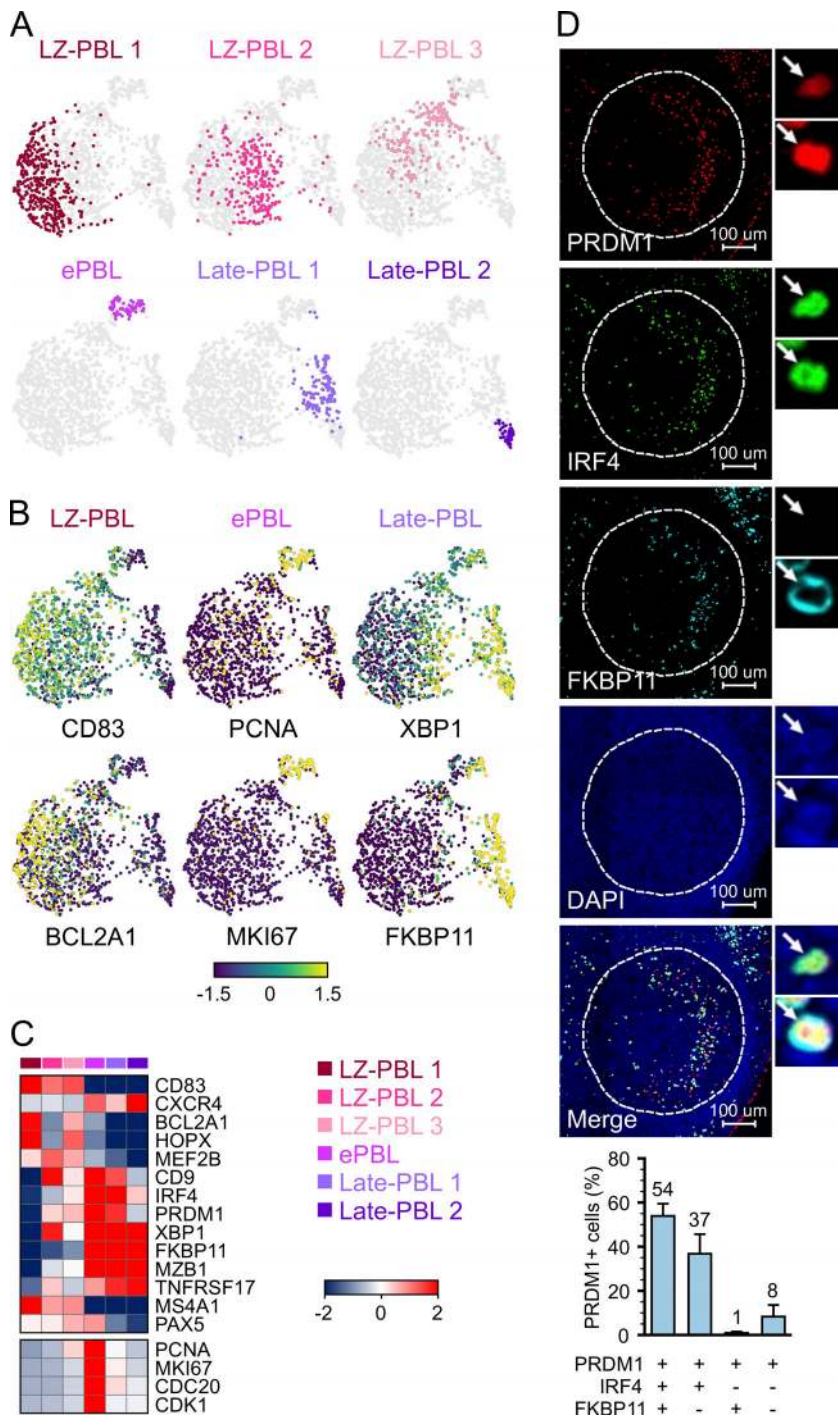 A
LZ-PBL 1 LZ-PBL 2 LZ-PBL 3
ePBL Late-PBL 1 Late-PBL 2
B
LZ-PBL ePBL Late-PBL
CD83 PCNA XBP1
BCL2A1 MKI67 FKBP11
-1.5 0 1.5
C
CD83
CXCR4
BCL2A1
HOPX
MEF2B
CD9
IRF4
PRDM1
XBP1
FKBP11
MZB1
TNFRSF17
MS4A1
PAX5
PCNA
MKI67
CDC20
CDK1
LZ-PBL 1
LZ-PBL 2
LZ-PBL 3
ePBL
Late-PBL 1
Late-PBL 2
-2 0 2
D
PRDM1 100 um
IRF4 100 um
FKBP11 100 um
DAPI 100 um
Merge 100 um
PRDM1+ cells (%)
80
60
40
20
0
54 37 1 8
PRDM1 + + + +
IRF4 + + - -
FKBP11 + - + -